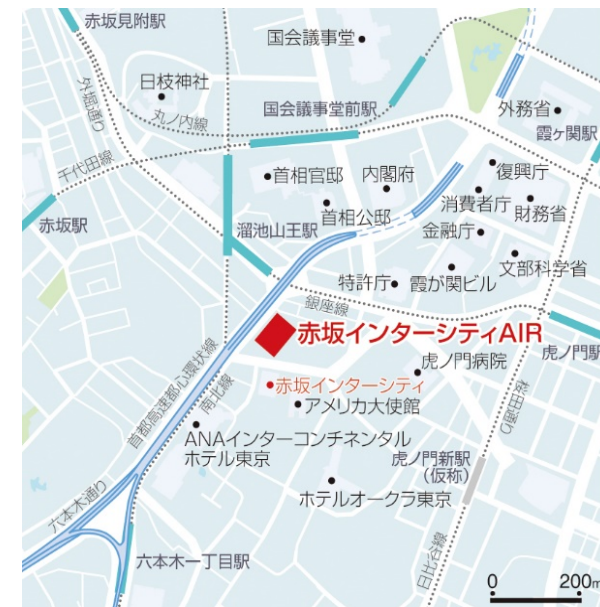 赤坂見附駅
国会議事堂
日枝神社
外堀通り
丸ノ内線
国会議事堂前駅
外務省
霞ヶ関駅
千代田線
首相官邸
内閣府
復興庁
消費者庁
財務省
赤坂駅
首相公邸
溜池山王駅
金融庁
文部科学省
特許庁
霞が関ビル
銀座線
赤坂インターシティAIR
虎ノ門駅
首都高速都心環状線
南北線
虎ノ門病院
赤坂インターシティ
アメリカ大使館
桜田通り
ANAインターコンチネンタル
ホテル東京
虎ノ門新駅
(仮称)
ホテルオークラ東京
六本木通り
六本木一丁目駅
日比谷線
0 200m